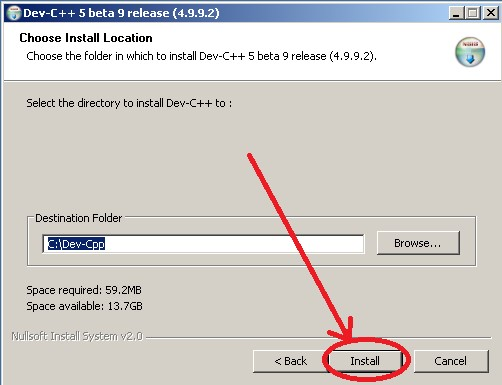 Dev-C++ 5 beta 9 release (4.9.9.2)
Choose Install Location
Choose the folder in which to install Dev-C++ 5 beta 9 release (4.9.9.2).
Select the directory to install Dev-C++ to :
Destination Folder
C:\Dev-Cpp
Browse...
Space required: 59.2MB
Space available: 13.7GB
Nullsoft Install System v2.0
< Back Install Cancel